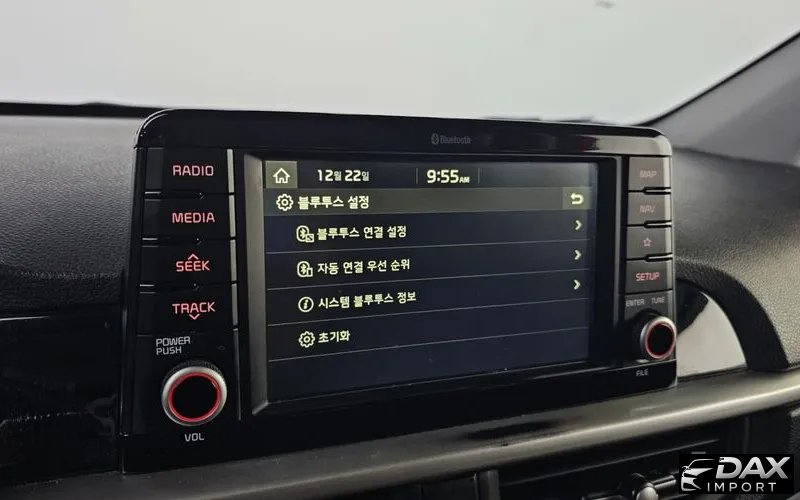 Bluetooth
RADIO
MEDIA
SEEK
TRACK
POWER
PUSH
VOL
12월 22일
9:55AM
블루투스 설정
블루투스 연결 설정
자동 연결 우선 순위
시스템 블루투스 정보
초기화
MAP
NAV
SETUP
ENTER TUNE
FILE
DAX
IMPORT